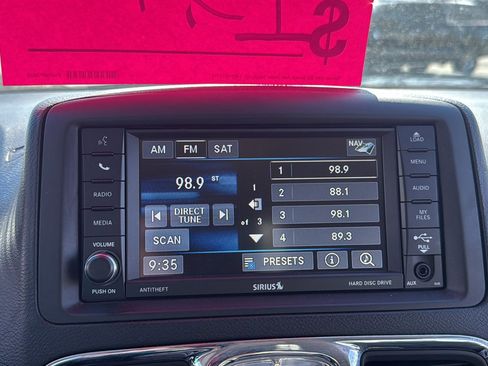 $1
AM FM SAT NAV
LOAD
MENU
AUDIO
MY FILES
PULL
AUX
RADIO
MEDIA
VOLUME
PUSH ON
98.9 ST
DIRECT TUNE
SCAN
9:35
1 of 3
1 98.9
2 88.1
3 98.1
4 89.3
PRESETS
ANTITHEFT
SIRIUS
HARD DISC DRIVE